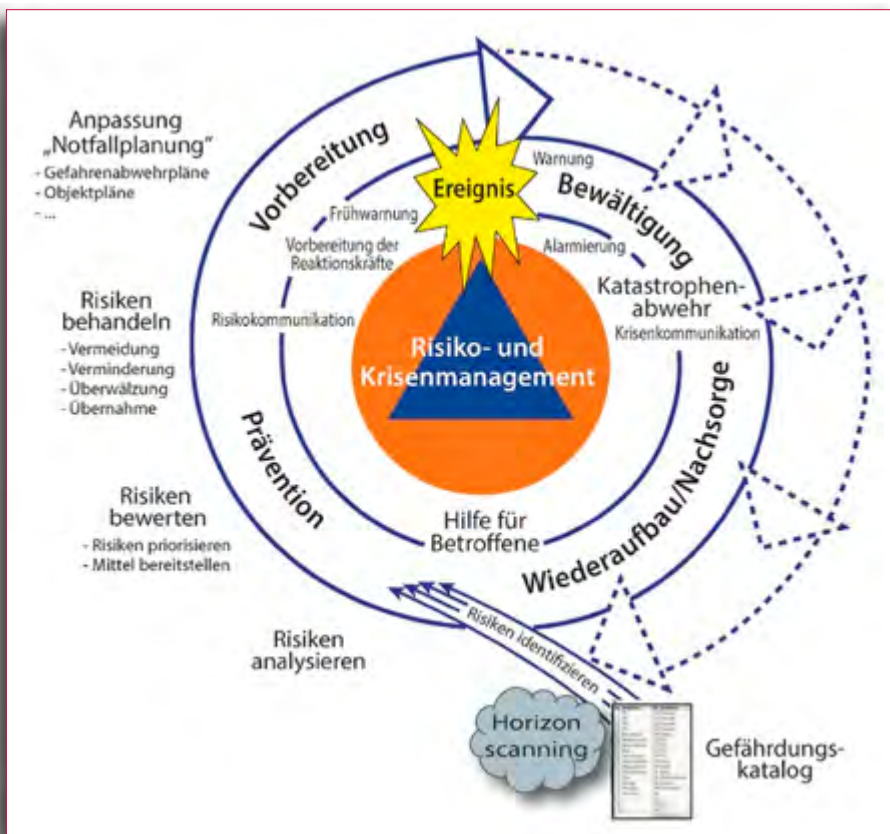 Anpassung
„Notfallplanung"
- Gefahrenabwehrpläne
- Objektpläne
- ...
Risiken
behandeln
- Vermeidung
- Verminderung
- Überwälzung
- Übernahme
Risiken
bewerten
- Risiken priorisieren
- Mittel bereitstellen
Risiken
analysieren
Vorbereitung
Prävention
Frühwarnung
Vorbereitung der
Reaktionskräfte
Risikokommunikation
Ereignis
Risiko- und
Krisenmanagement
Warnung
Bewältigung
Alarmierung
Katastrophen-
abwehr
Krisenkommunikation
Wiederaufbau/Nachsorge
Hilfe für
Betroffene
Risiken identifizieren
Horizon
scanning
Gefährdungs-
katalog